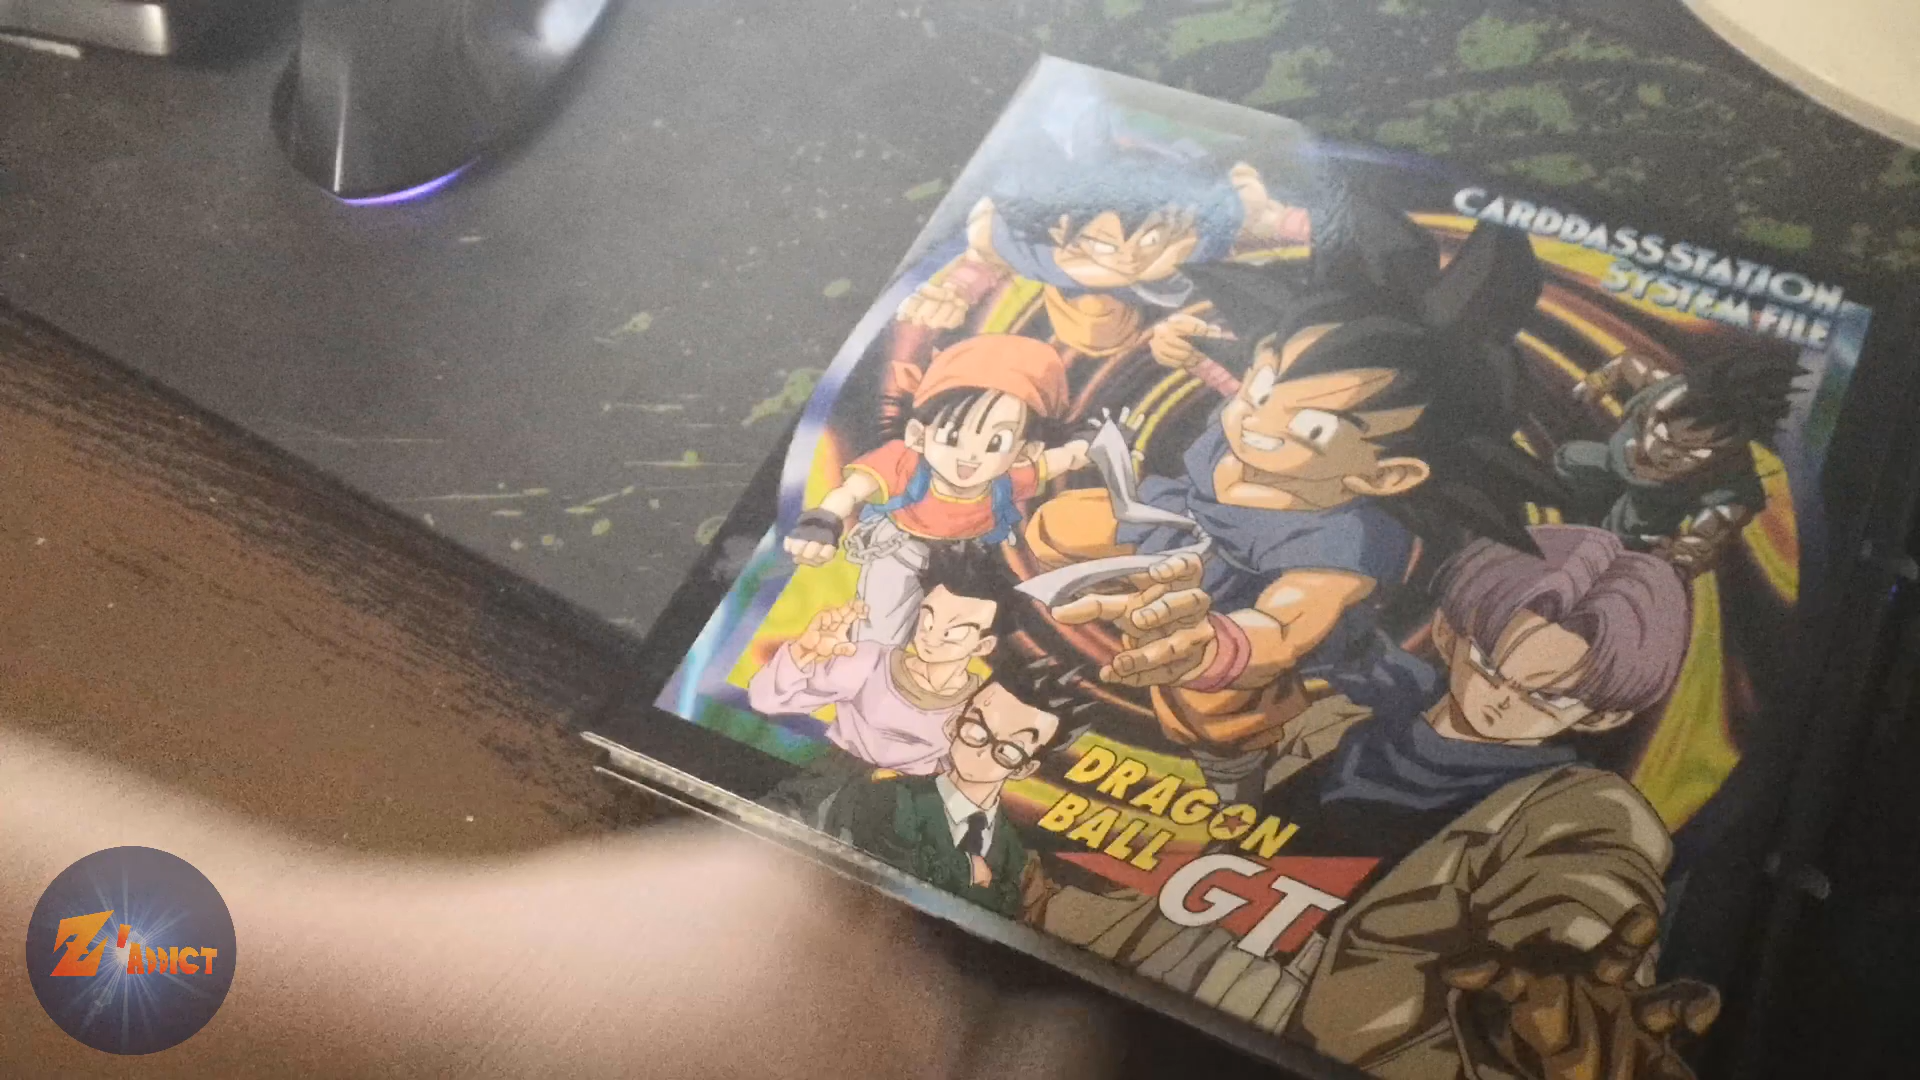 CARDDASS STATION
SYSTEM FILE
DRAGON
BALL
GT
Z'ADDICT